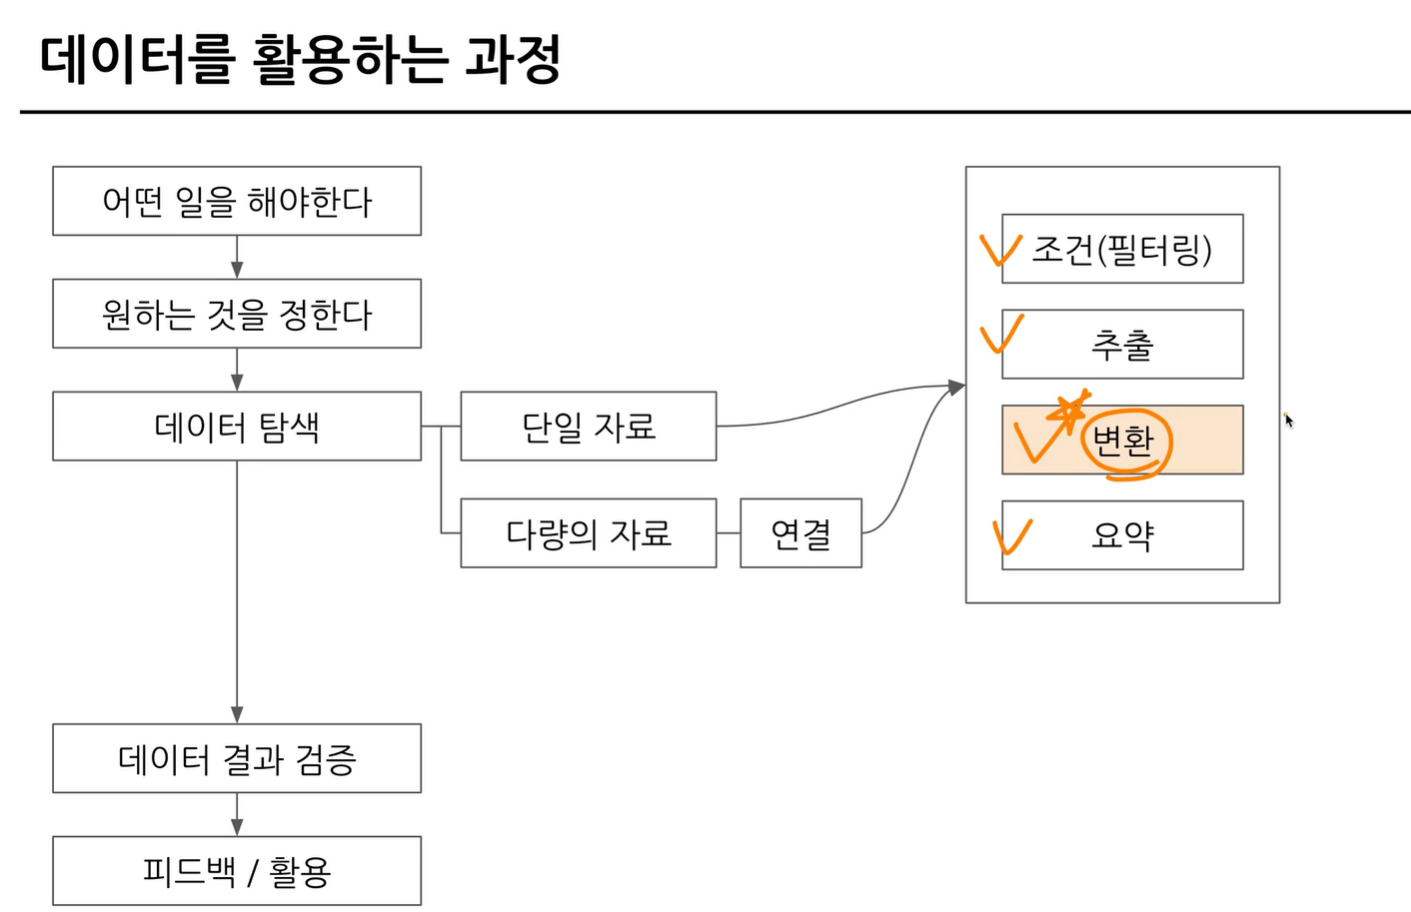 데이터를 활용하는 과정
어떤 일을 해야한다
원하는 것을 정한다
데이터 탐색
단일 자료
다량의 자료
연결
조건(필터링)
추출
변환
요약
데이터 결과 검증
피드백 / 활용